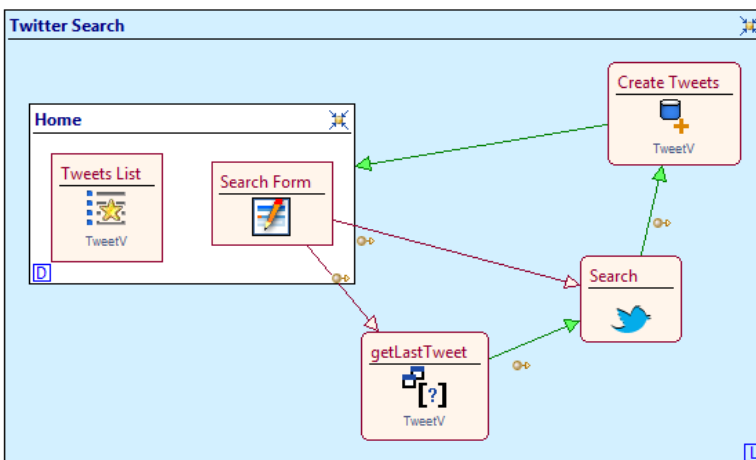 Twitter Search
Create Tweets
TweetV
Home
Tweets List
TweetV
Search Form
D
Search
getLastTweet
[?]
TweetV